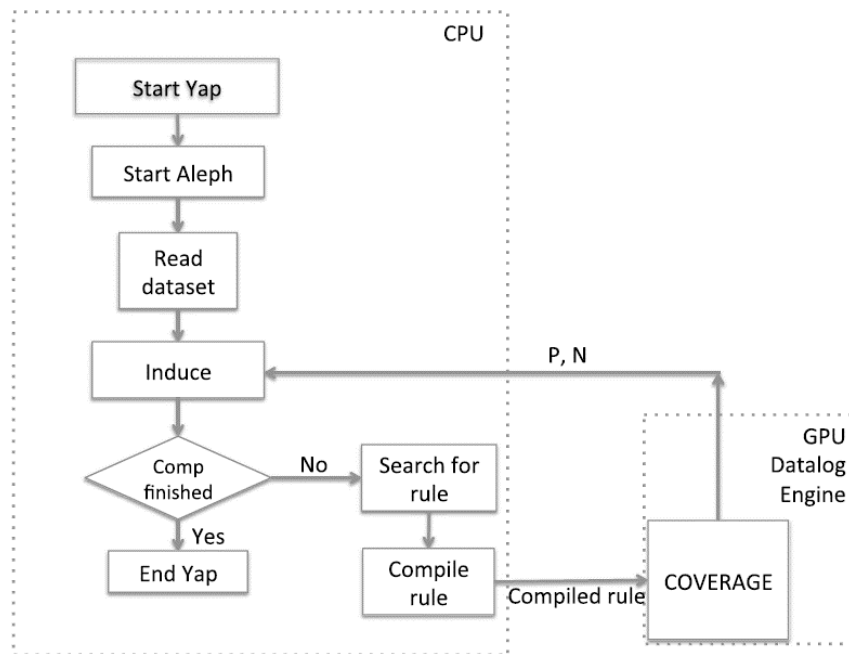 CPU
Start Yap
Start Aleph
Read
dataset
Induce
P, N
Comp
finished
No
Search for
rule
Yes
End Yap
Compile
rule
Compiled rule
GPU
Datalog
Engine
COVERAGE